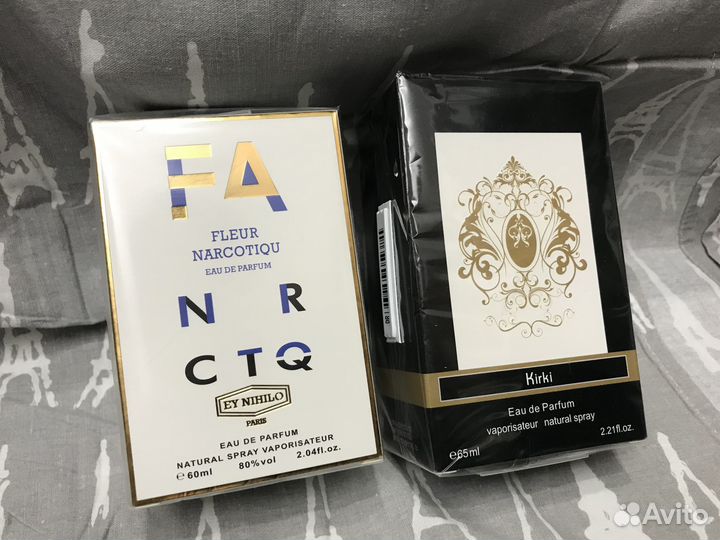 FA
FLEUR
NARCOTIQU
EAU DE PARFUM
N R
C T Q
EY NIHILO
PARIS
EAU DE PARFUM
NATURAL SPRAY VAPORISATEUR
℮60ml 80%vol 2.04fl.oz.
Kirki
Eau de Parfum
vaporisateur natural spray
℮65ml 2.21fl.oz.
Avito